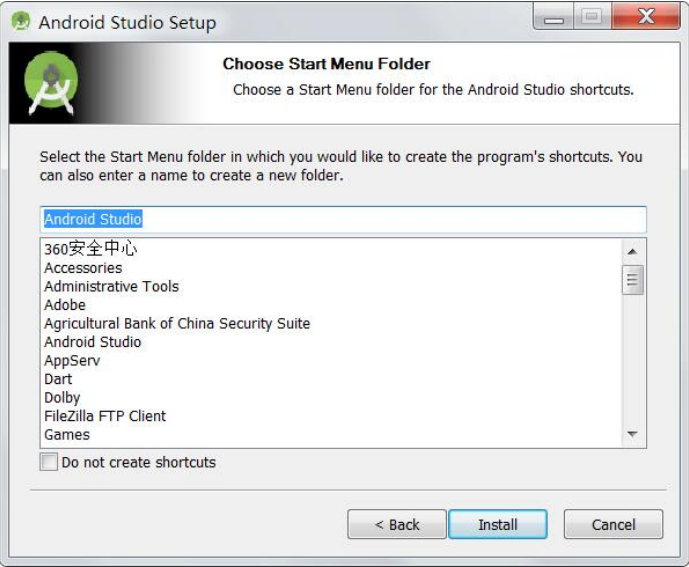 Android Studio Setup
Choose Start Menu Folder
Choose a Start Menu folder for the Android Studio shortcuts.
Select the Start Menu folder in which you would like to create the program's shortcuts. You
can also enter a name to create a new folder.
Android Studio
360安全中心
Accessories
Administrative Tools
Adobe
Agricultural Bank of China Security Suite
Android Studio
AppServ
Dart
Dolby
FileZilla FTP Client
Games
Do not create shortcuts
< Back
Install
Cancel